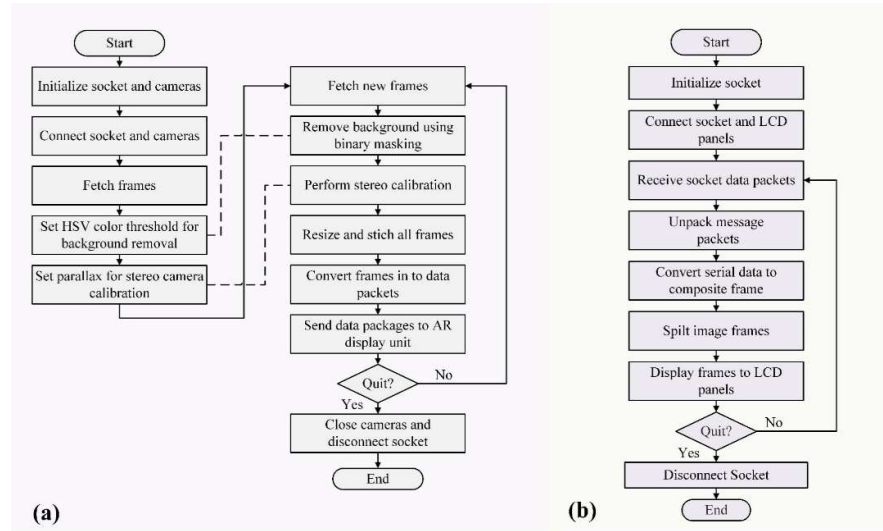 Start
Initialize socket and cameras
Connect socket and cameras
Fetch frames
Set HSV color threshold for
background removal
Set parallax for stereo camera
calibration
Fetch new frames
Remove background using
binary masking
Perform stereo calibration
Resize and stich all frames
Convert frames in to data
packets
Send data packages to AR
display unit
Quit?
No
Yes
Close cameras and
disconnect socket
End
(a)
Start
Initialize socket
Connect socket and LCD
panels
Receive socket data packets
Unpack message
packets
Convert serial data to
composite frame
Spilt image frames
Display frames to LCD
panels
Quit?
No
Yes
Disconnect Socket
End
(b)